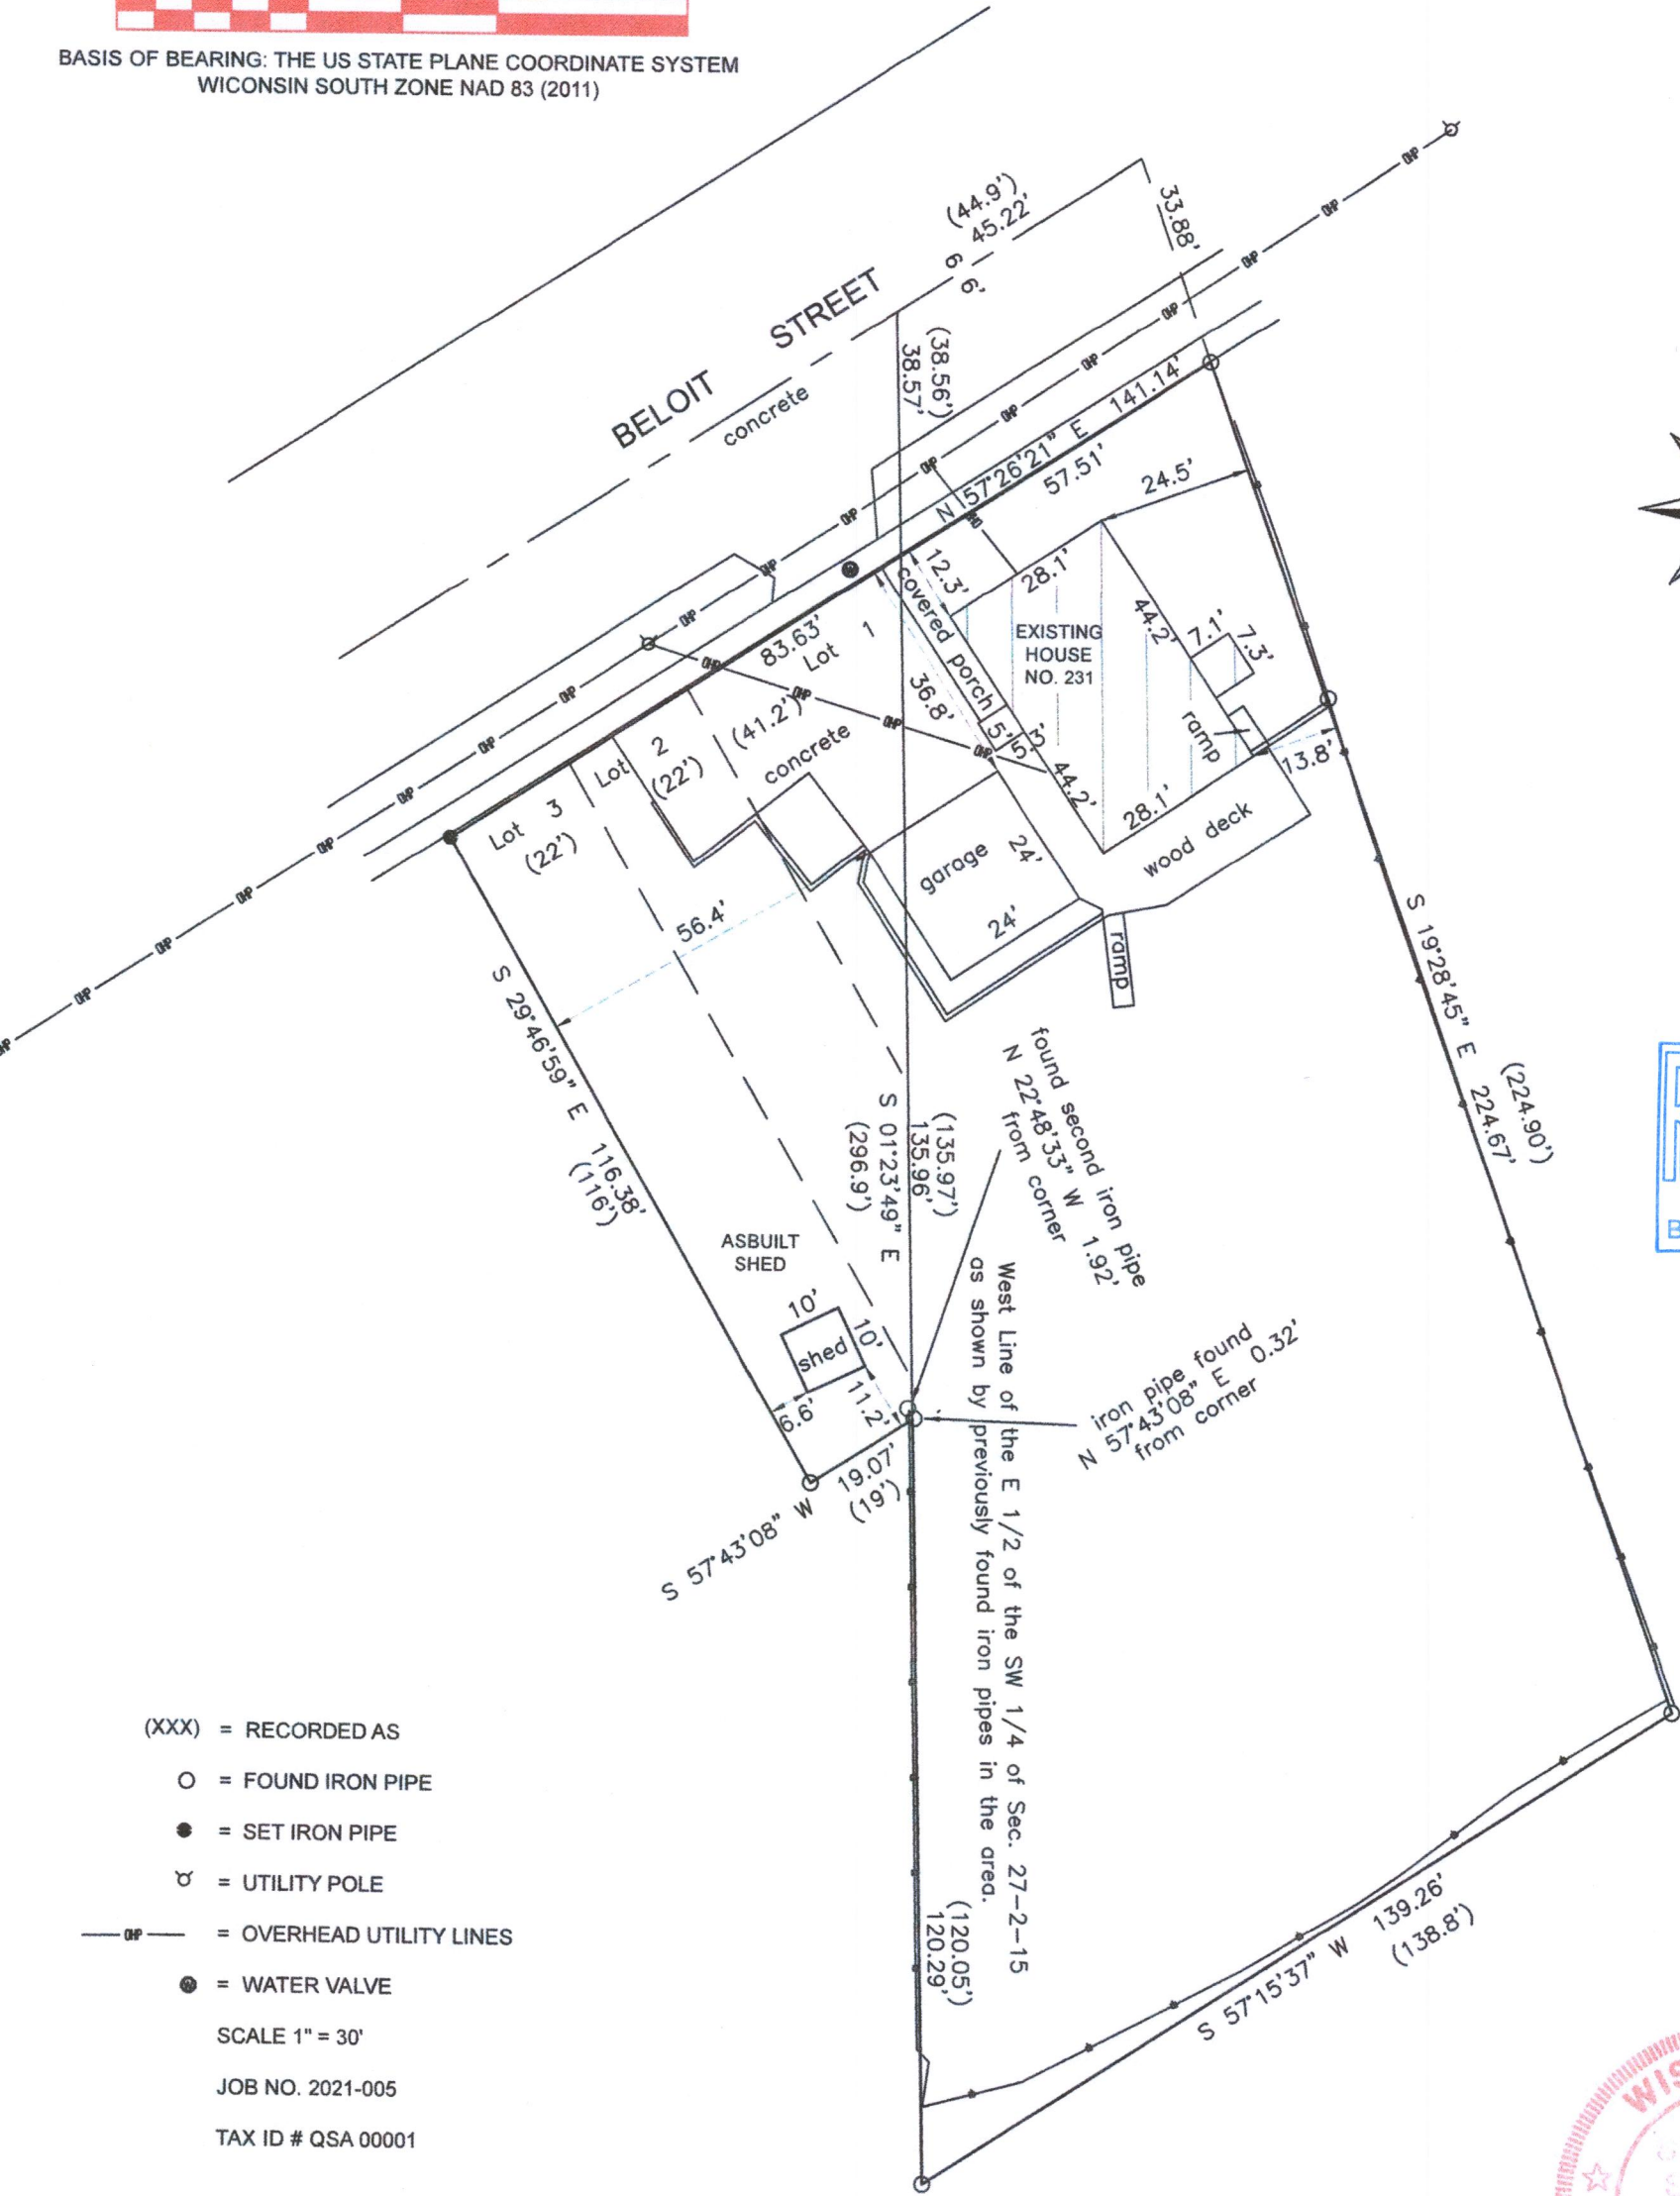 BASIS OF BEARING: THE US STATE PLANE COORDINATE SYSTEM
WICONSIN SOUTH ZONE NAD 83 (2011)
(44.9')
45.22'
6
6'
33.88'
BELOIT STREET
concrete
(38.56')
38.57'
N 57°26'21" E 141.14'
57.51'
24.5'
12.3'
28.1'
covered porch
EXISTING
HOUSE
NO. 231
44.2'
7.1'
7.3'
83.63'
Lot 1
36.8'
5'
5.3'
44.2'
ramp
13.8'
(41.2')
Lot 2
(22')
concrete
28.1'
wood deck
Lot 3
(22')
garage
24'
24'
56.4'
ramp
S 29°46'59" E 116.38'
(116')
S 19°28'45" E 224.67'
(224.90')
found second iron pipe
N 22°48'33" W 1.92'
from corner
(135.97')
135.96'
S 01°23'49" E
(296.9')
ASBUILT
SHED
10'
10'
shed
11.2'
6.6'
19.07'
(19')
S 57°43'08" W
iron pipe found
N 57°43'08" E 0.32'
from corner
West Line of the E 1/2 of the SW 1/4 of Sec. 27-2-15
as shown by previously found iron pipes in the area.
(120.05')
120.29'
139.26'
(138.8')
S 57°15'37" W
(XXX) = RECORDED AS
= FOUND IRON PIPE
= SET IRON PIPE
= UTILITY POLE
OHP = OVERHEAD UTILITY LINES
= WATER VALVE
SCALE 1" = 30'
JOB NO. 2021-005
TAX ID # QSA 00001
B
WIS